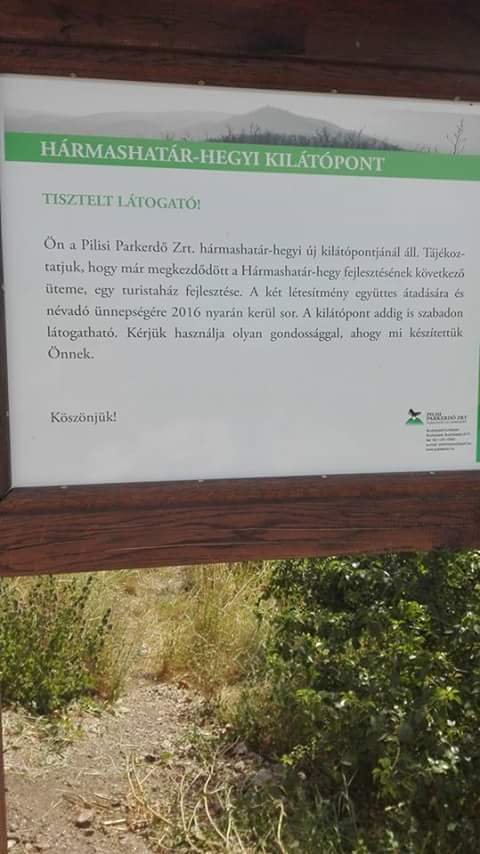 HÁRMASHATÁR-HEGYI KILÁTÓPONT
TISZTELT LÁTOGATÓ!
Ön a Pilisi Parkerdő Zrt. hármashatár-hegyi új kilátópontjánál áll. Tájékoz-
tatjuk, hogy már megkezdődött a Hármashatár-hegy fejlesztésének következő
üteme, egy turistaház fejlesztése. A két létesítmény együttes átadására és
névadó ünnepségére 2016 nyarán kerül sor. A kilátópont addig is szabadon
látogatható. Kérjük használja olyan gondossággal, ahogy mi készítettük
Önnek.
Köszönjük!
PILISI
PARKERDŐ ZRT